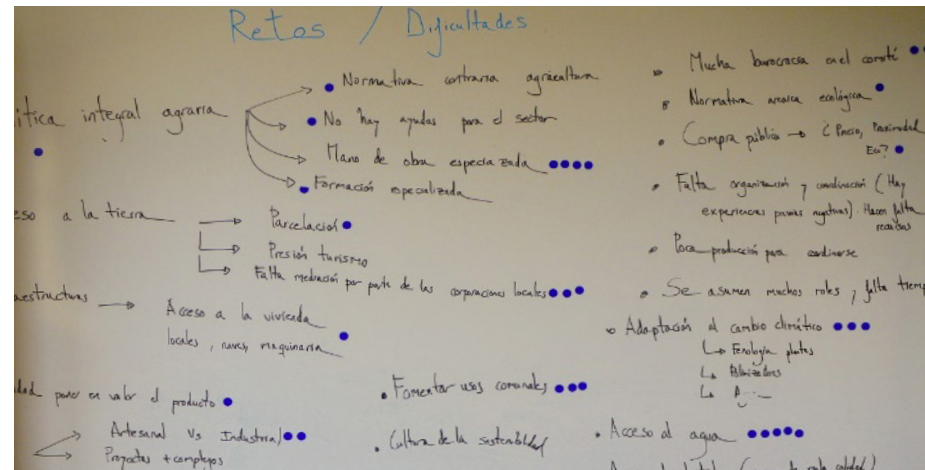 Retos / Dificultades
ítica integral agraria
Normativa contraria agricultura
No hay ayudas para el sector
Mano de obra especializada
Formación especializada
eso a la tierra
Parcelación
Presión turismo
Falta mediación por parte de las corporaciones locales
aestructuras
Acceso a la vivienda
locales, naves, maquinaria
dad poner en valor el producto
Artesanal Vs Industrial
Proyectos + complejos
Fomentar usos comunales
Cultura de la sostenibilidad
Mucha burocracia en el comité
Normativa arcaica ecológica
Compra pública → ¿Precio, Proximidad
Eco?
Falta organización y coordinación (Hay
experiencias previas negativas). Hacen falta
Poca producción para coordinarse
Se asumen muchos roles, falta tiemp
Adaptación al cambio climático
Fenología plantas
Polinizadores
Acceso al agua